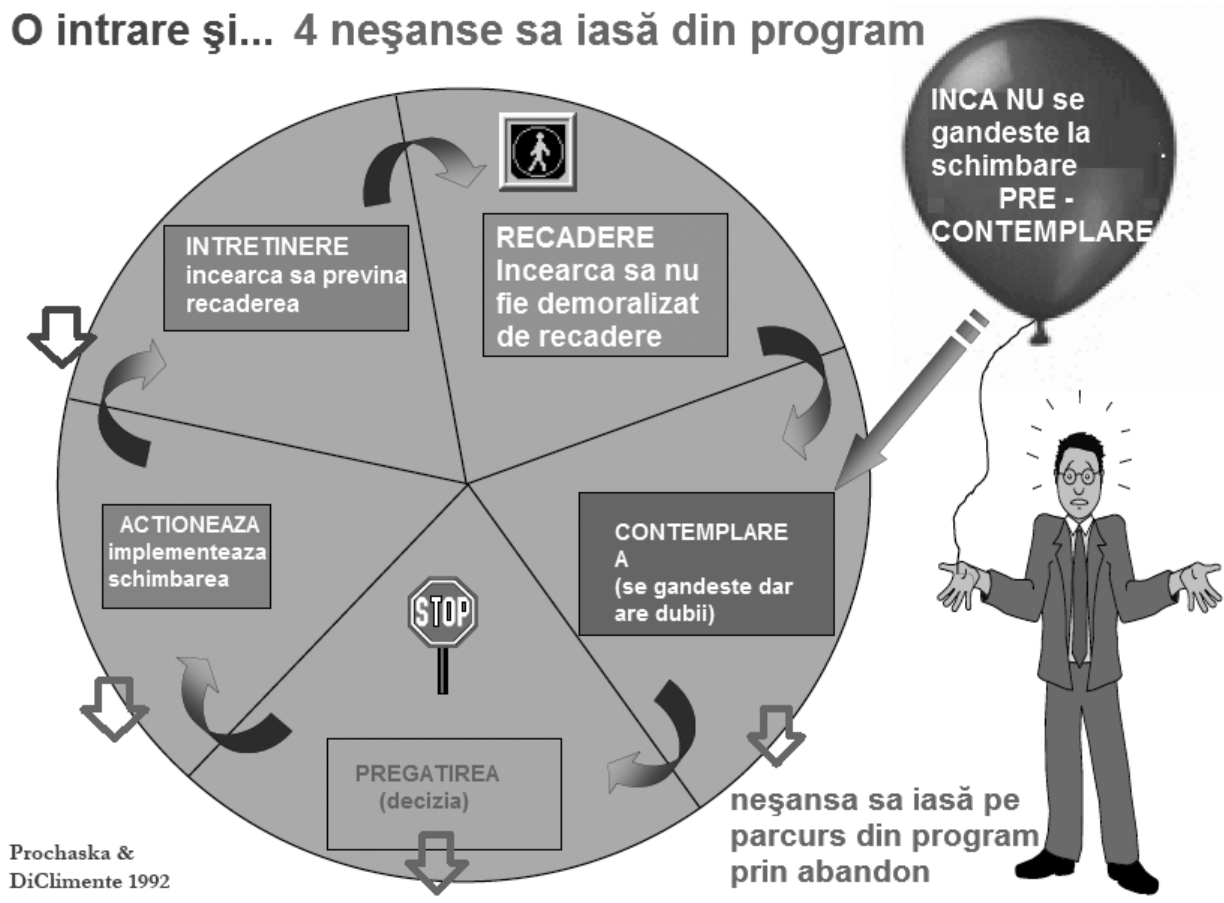 O intrare şi... 4 neşanse sa iasă din program
INCA NU se
gandeste la
schimbare
PRE -
CONTEMPLARE
INTRETINERE
incearca sa previna
recaderea
RECADERE
Incearca sa nu
fie demoralizat
de recadere
ACTIONEAZA
implementeaza
schimbarea
CONTEMPLARE
A
(se gandeste dar
are dubii)
STOP
PREGATIREA
(decizia)
neşansa sa iasă pe
parcurs din program
prin abandon
Prochaska &
DiClimente 1992